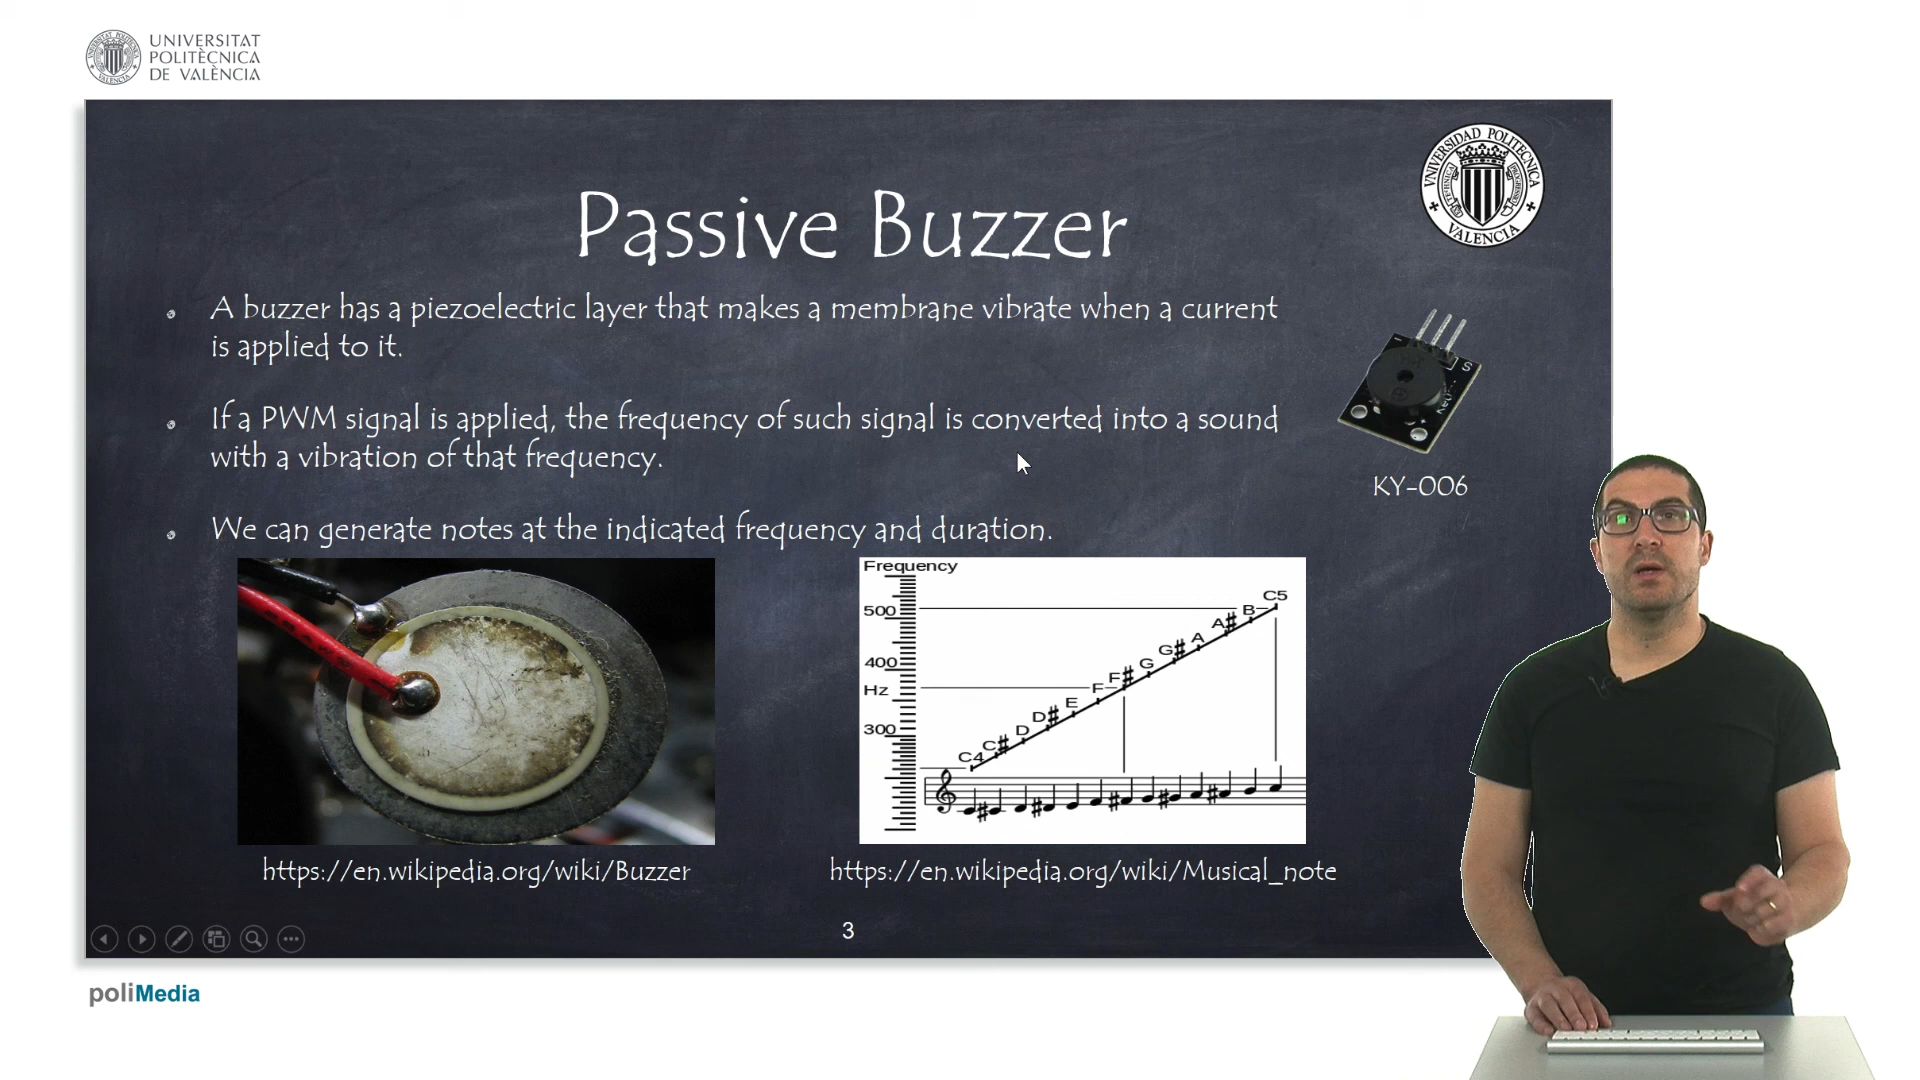 UNIVERSITAT
POLITÈCNICA
DE VALÈNCIA
VNIVERSIDAD POLITECNICA
VALENCIA
Passive Buzzer
A buzzer has a piezoelectric layer that makes a membrane vibrate when a current
is applied to it.
If a PWM signal is applied, the frequency of such signal is converted into a sound
with a vibration of that frequency.
We can generate notes at the indicated frequency and duration.
S
KY-006
Frequency
500
400
Hz
300
C4
C#
D
D#
E
F
F#
G
G#
A
A#
B
C5
https://en.wikipedia.org/wiki/Buzzer
https://en.wikipedia.org/wiki/Musical_note
3
poliMedia